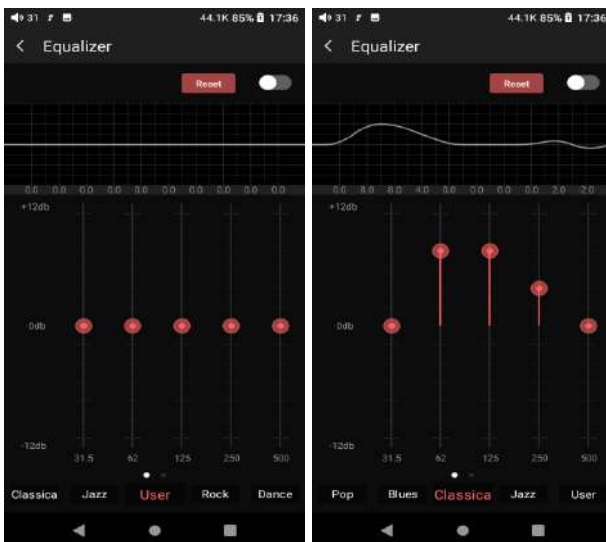 31 44.1K 85% 17:36
Equalizer
Reset
0.0 0.0 0.0 0.0 0.0 0.0 0.0 0.0 0.0 0.0
+12db
0db
-12db
31.5 62 125 250 500
Classica Jazz User Rock Dance
31 44.1K 85% 17:36
Equalizer
Reset
0.0 8.0 8.0 4.0 0.0 0.0 0.0 0.0 2.0 -2.0
+12db
0db
-12db
31.5 62 125 250 500
Pop Blues Classica Jazz User